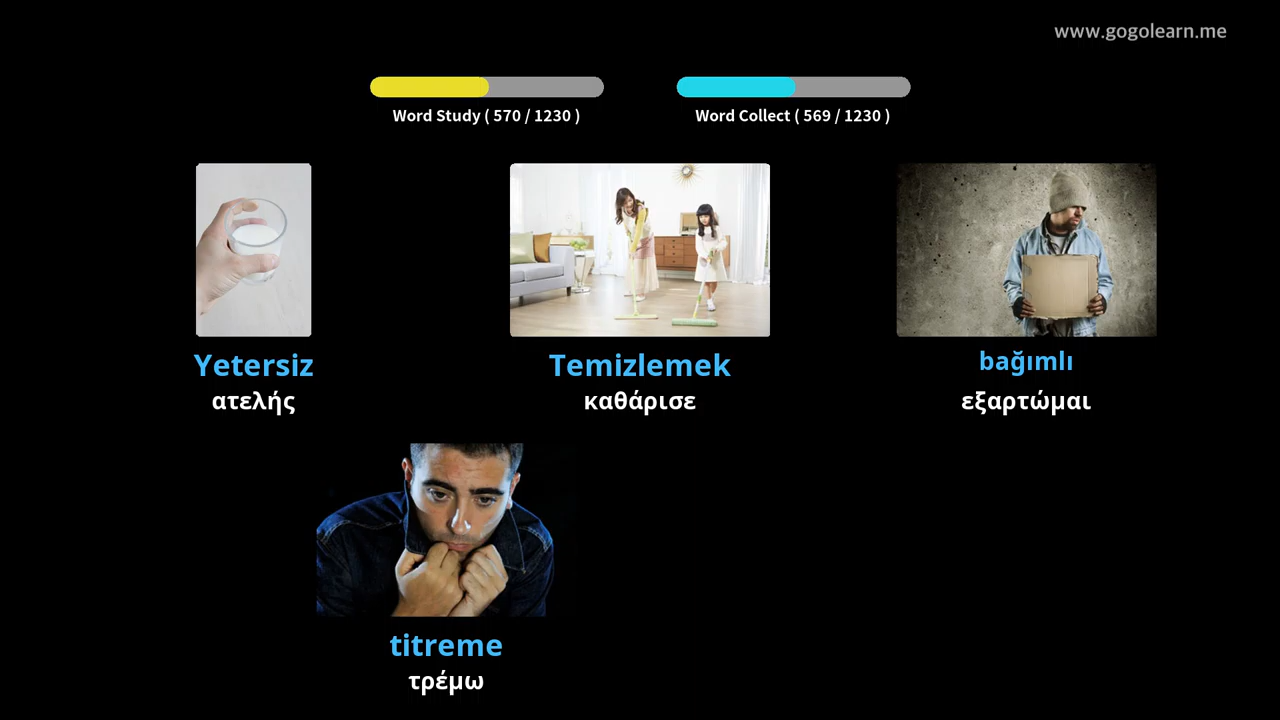 www.gogolearn.me
Word Study ( 570 / 1230 )
Word Collect ( 569 / 1230 )
Yetersiz
ατελής
Temizlemek
καθάρισε
bağımlı
εξαρτώμαι
titreme
τρέμω